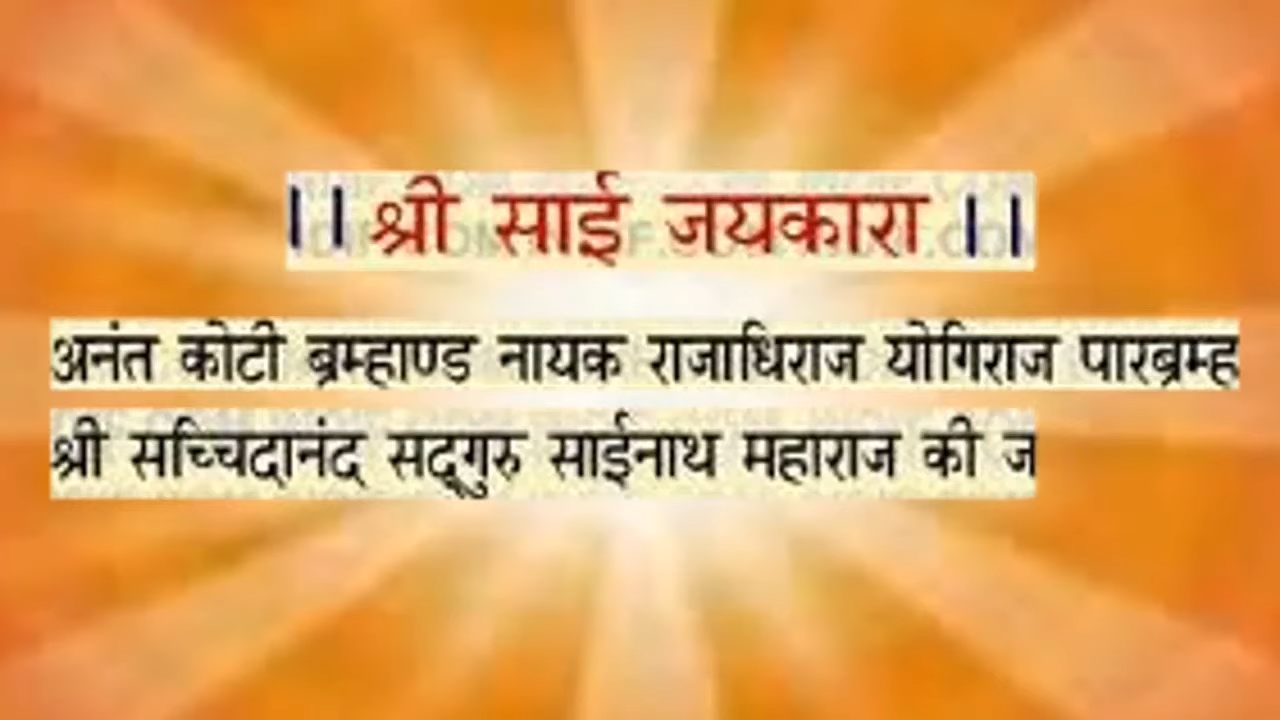 ।। श्री साई जयकारा ।।
अनंत कोटी ब्रम्हाण्ड नायक राजाधिराज योगिराज पारब्रम्ह
श्री सच्चिदानंद सद्गुरु साईनाथ महाराज की ज